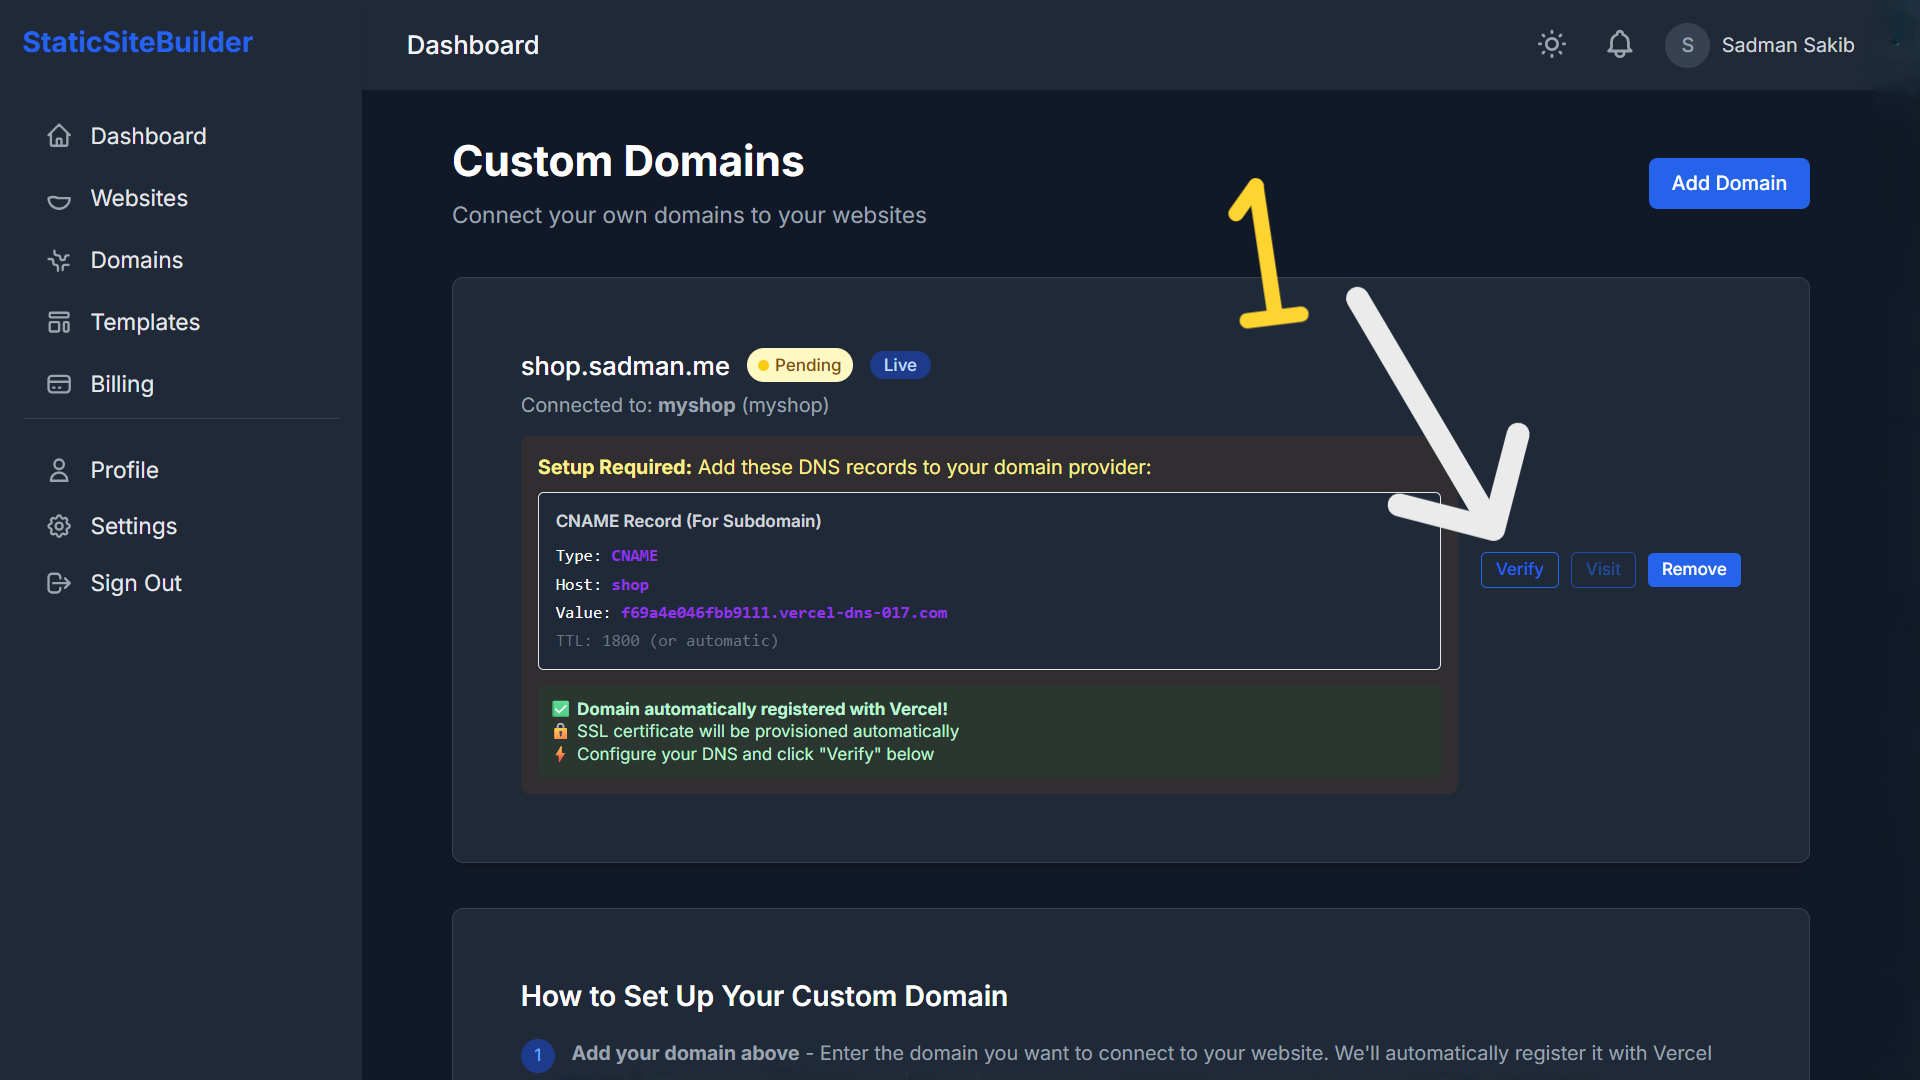 StaticSiteBuilder
Dashboard
Websites
Domains
Templates
Billing
Profile
Settings
Sign Out
Dashboard
S
Sadman Sakib
Custom Domains
Connect your own domains to your websites
Add Domain
1
shop.sadman.me
Pending
Live
Connected to: myshop (myshop)
Setup Required: Add these DNS records to your domain provider:
CNAME Record (For Subdomain)
Type: CNAME
Host: shop
Value: f69a4e046fbb9111.vercel-dns-017.com
TTL: 1800 (or automatic)
Domain automatically registered with Vercel!
SSL certificate will be provisioned automatically
Configure your DNS and click "Verify" below
Verify
Visit
Remove
How to Set Up Your Custom Domain
1
Add your domain above - Enter the domain you want to connect to your website. We'll automatically register it with Vercel